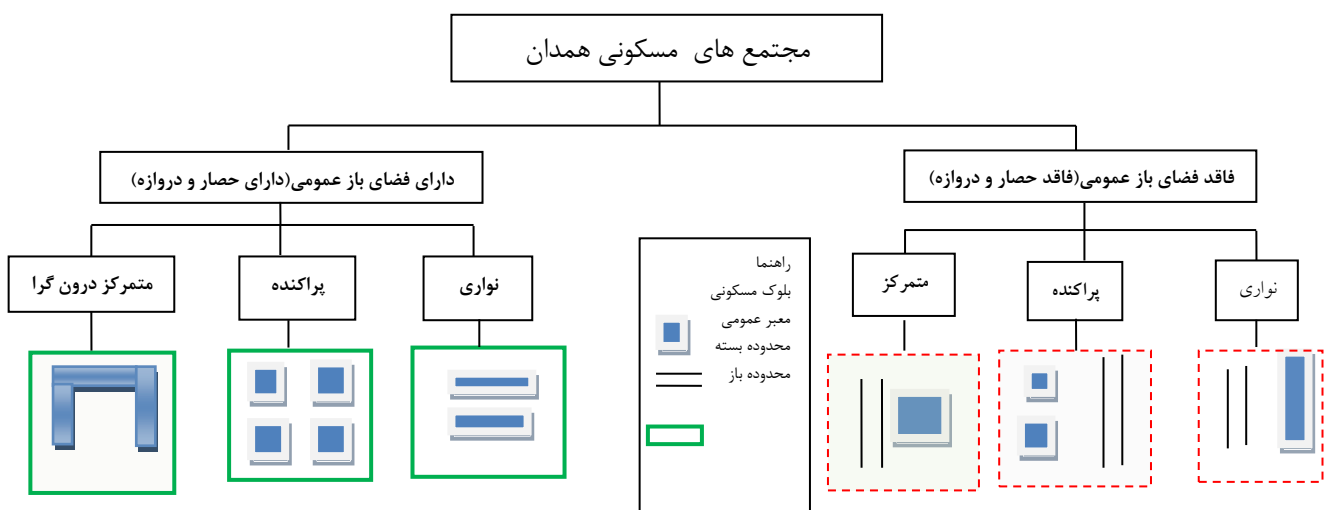 مجتمع های مسکونی همدان
فاقد فضای باز عمومی(فاقد حصار و دروازه)
دارای فضای باز عمومی(دارای حصار و دروازه)
نواری
پراکنده
متمرکز
راهنما
بلوک مسکونی
معبر عمومی
محدوده بسته
محدوده باز
نواری
پراکنده
متمرکز درون گرا